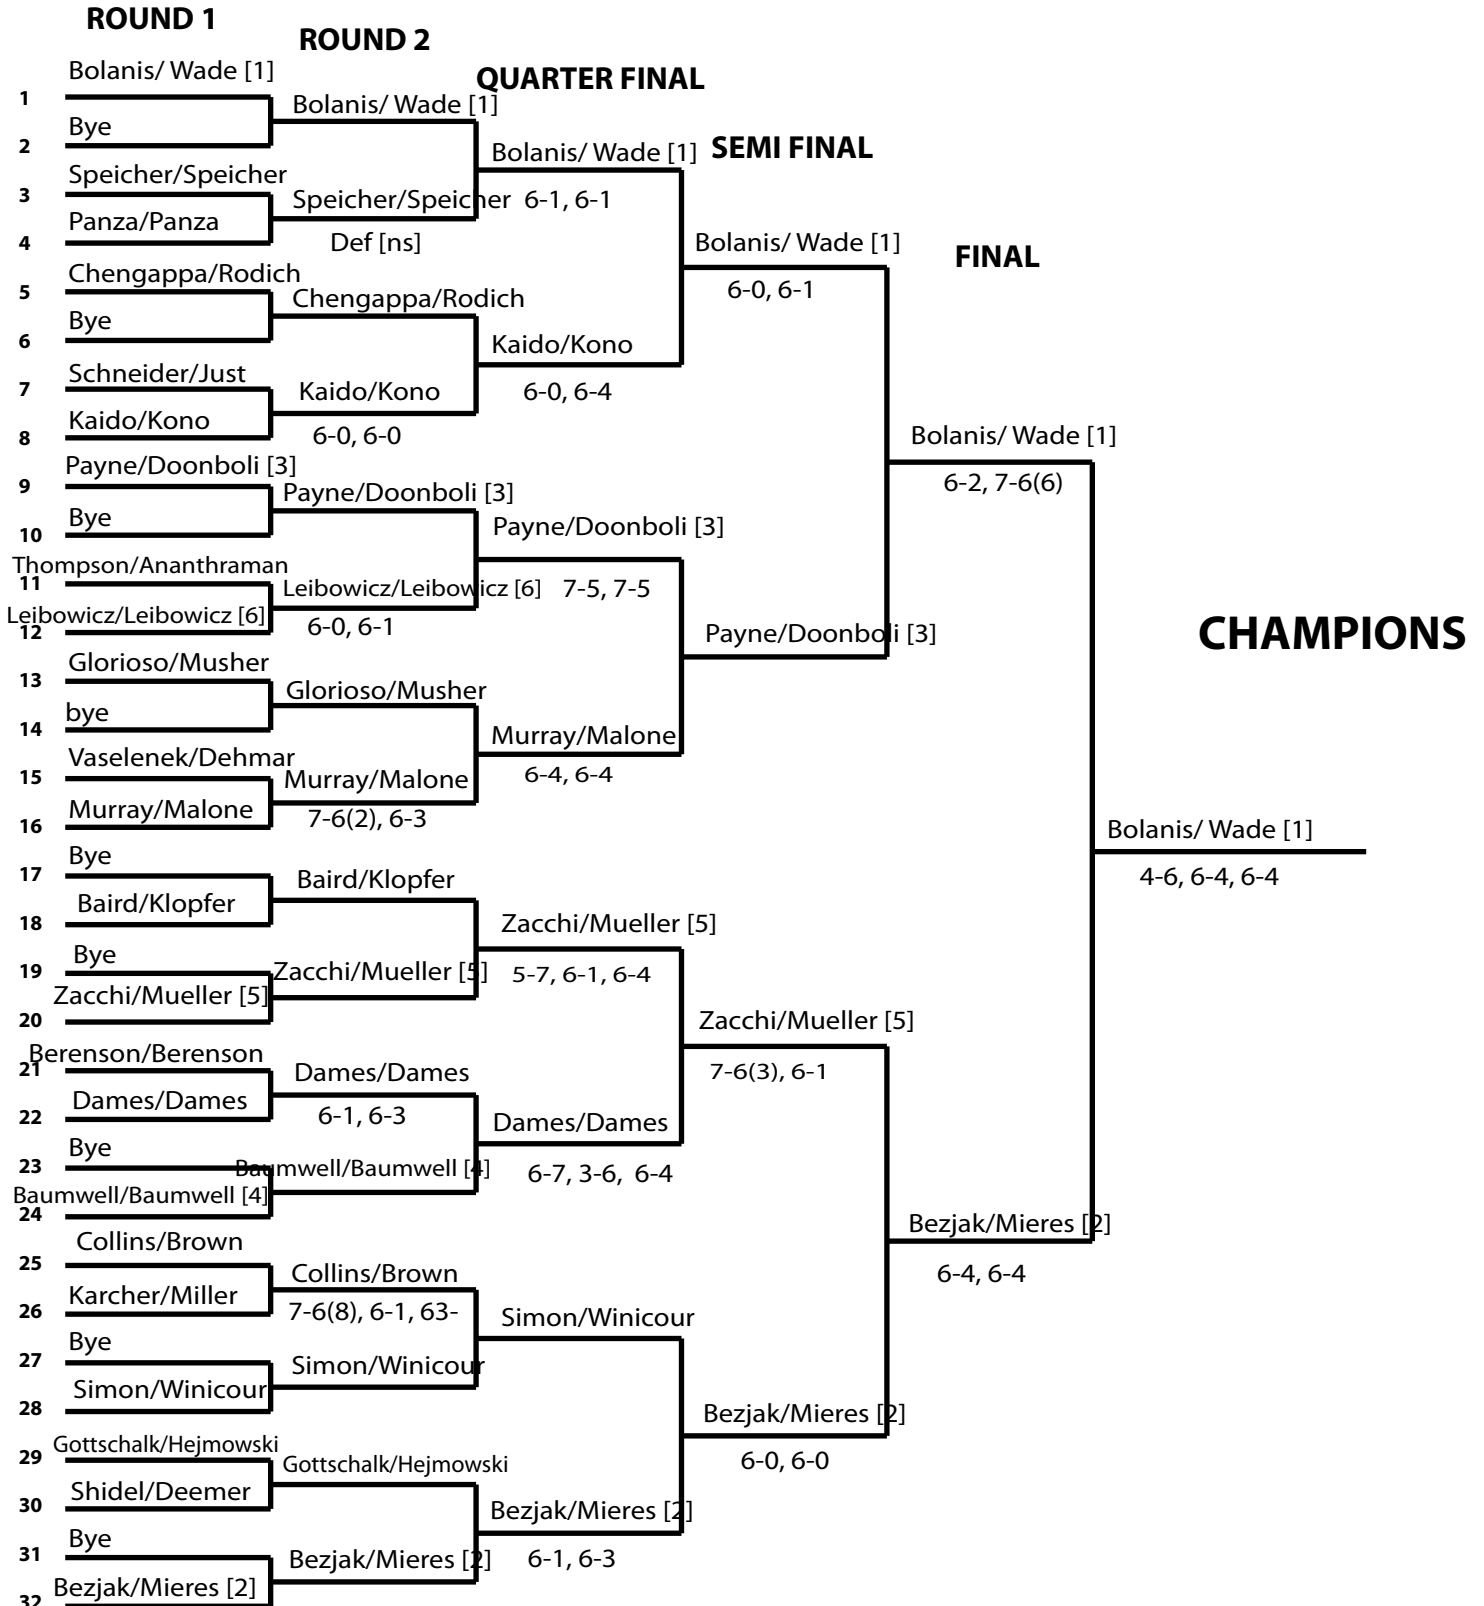 ROUND 1
ROUND 2
QUARTER FINAL
SEMI FINAL
FINAL
CHAMPIONS
1
Bolanis/ Wade [1]
2
Bye
3
Speicher/Speicher
4
Panza/Panza
5
Chengappa/Rodich
6
Bye
7
Schneider/Just
8
Kaido/Kono
9
Payne/Doonboli [3]
10
Bye
11
Thompson/Ananthraman
12
Leibowicz/Leibowicz [6]
13
Glorioso/Musher
14
bye
15
Vaselenek/Dehmar
16
Murray/Malone
17
Bye
18
Baird/Klopfer
19
Bye
20
Zacchi/Mueller [5]
21
Berenson/Berenson
22
Dames/Dames
23
Bye
24
Baumwell/Baumwell [4]
25
Collins/Brown
26
Karcher/Miller
27
Bye
28
Simon/Winicour
29
Gottschalk/Hejmowski
30
Shidel/Deemer
31
Bye
32
Bezjak/Mieres [2]
Bolanis/ Wade [1]
Speicher/Speicher
Def [ns]
Chengappa/Rodich
Kaido/Kono
6-0, 6-0
Payne/Doonboli [3]
Leibowicz/Leibowicz [6]
6-0, 6-1
Glorioso/Musher
Murray/Malone
7-6(2), 6-3
Baird/Klopfer
Zacchi/Mueller [5]
Dames/Dames
6-1, 6-3
Baumwell/Baumwell [4]
Collins/Brown
7-6(8), 6-1, 63-
Simon/Winicour
Gottschalk/Hejmowski
Bezjak/Mieres [2]
Bolanis/ Wade [1]
6-1, 6-1
Kaido/Kono
6-0, 6-4
Payne/Doonboli [3]
7-5, 7-5
Murray/Malone
6-4, 6-4
Zacchi/Mueller [5]
5-7, 6-1, 6-4
Dames/Dames
6-7, 3-6, 6-4
Simon/Winicour
Bezjak/Mieres [2]
6-1, 6-3
Bolanis/ Wade [1]
6-0, 6-1
Payne/Doonboli [3]
Zacchi/Mueller [5]
7-6(3), 6-1
Bezjak/Mieres [2]
6-0, 6-0
Bolanis/ Wade [1]
6-2, 7-6(6)
Bezjak/Mieres [2]
6-4, 6-4
Bolanis/ Wade [1]
4-6, 6-4, 6-4